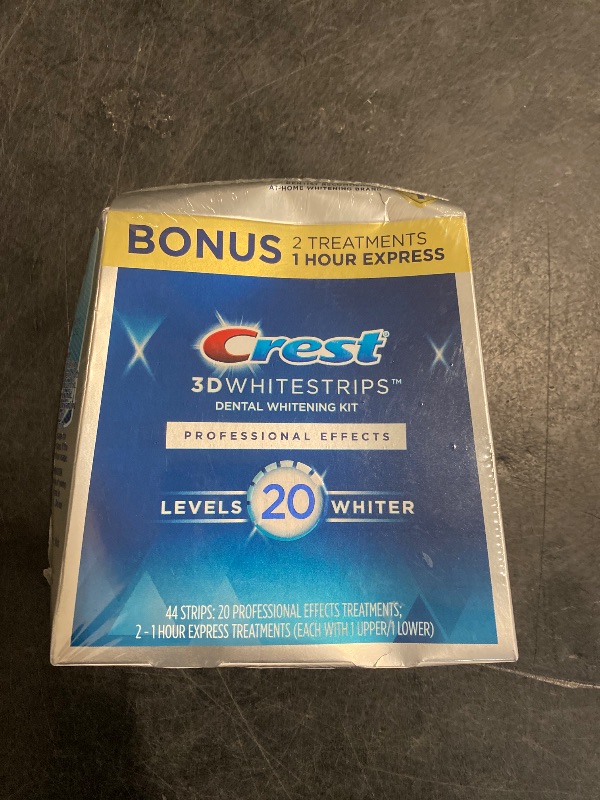 AT-HOME WHITENING BRAND
BONUS 2 TREATMENTS
1 HOUR EXPRESS
Crest
3DWHITESTRIPS™
DENTAL WHITENING KIT
PROFESSIONAL EFFECTS
LEVELS 20 WHITER
44 STRIPS: 20 PROFESSIONAL EFFECTS TREATMENTS;
2 - 1 HOUR EXPRESS TREATMENTS (EACH WITH 1 UPPER/1 LOWER)